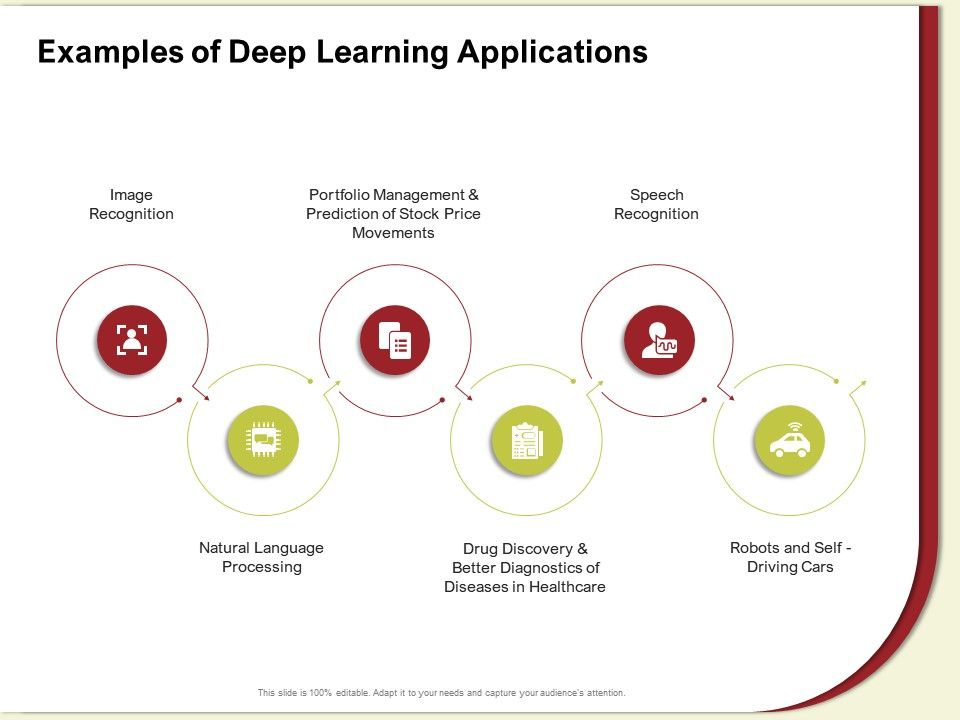 Examples of Deep Learning Applications
Image
Recognition
Portfolio Management &
Prediction of Stock Price
Movements
Speech
Recognition
Natural Language
Processing
Drug Discovery &
Better Diagnostics of
Diseases in Healthcare
Robots and Self -
Driving Cars
This slide is 100% editable. Adapt it to your needs and capture your audience's attention.